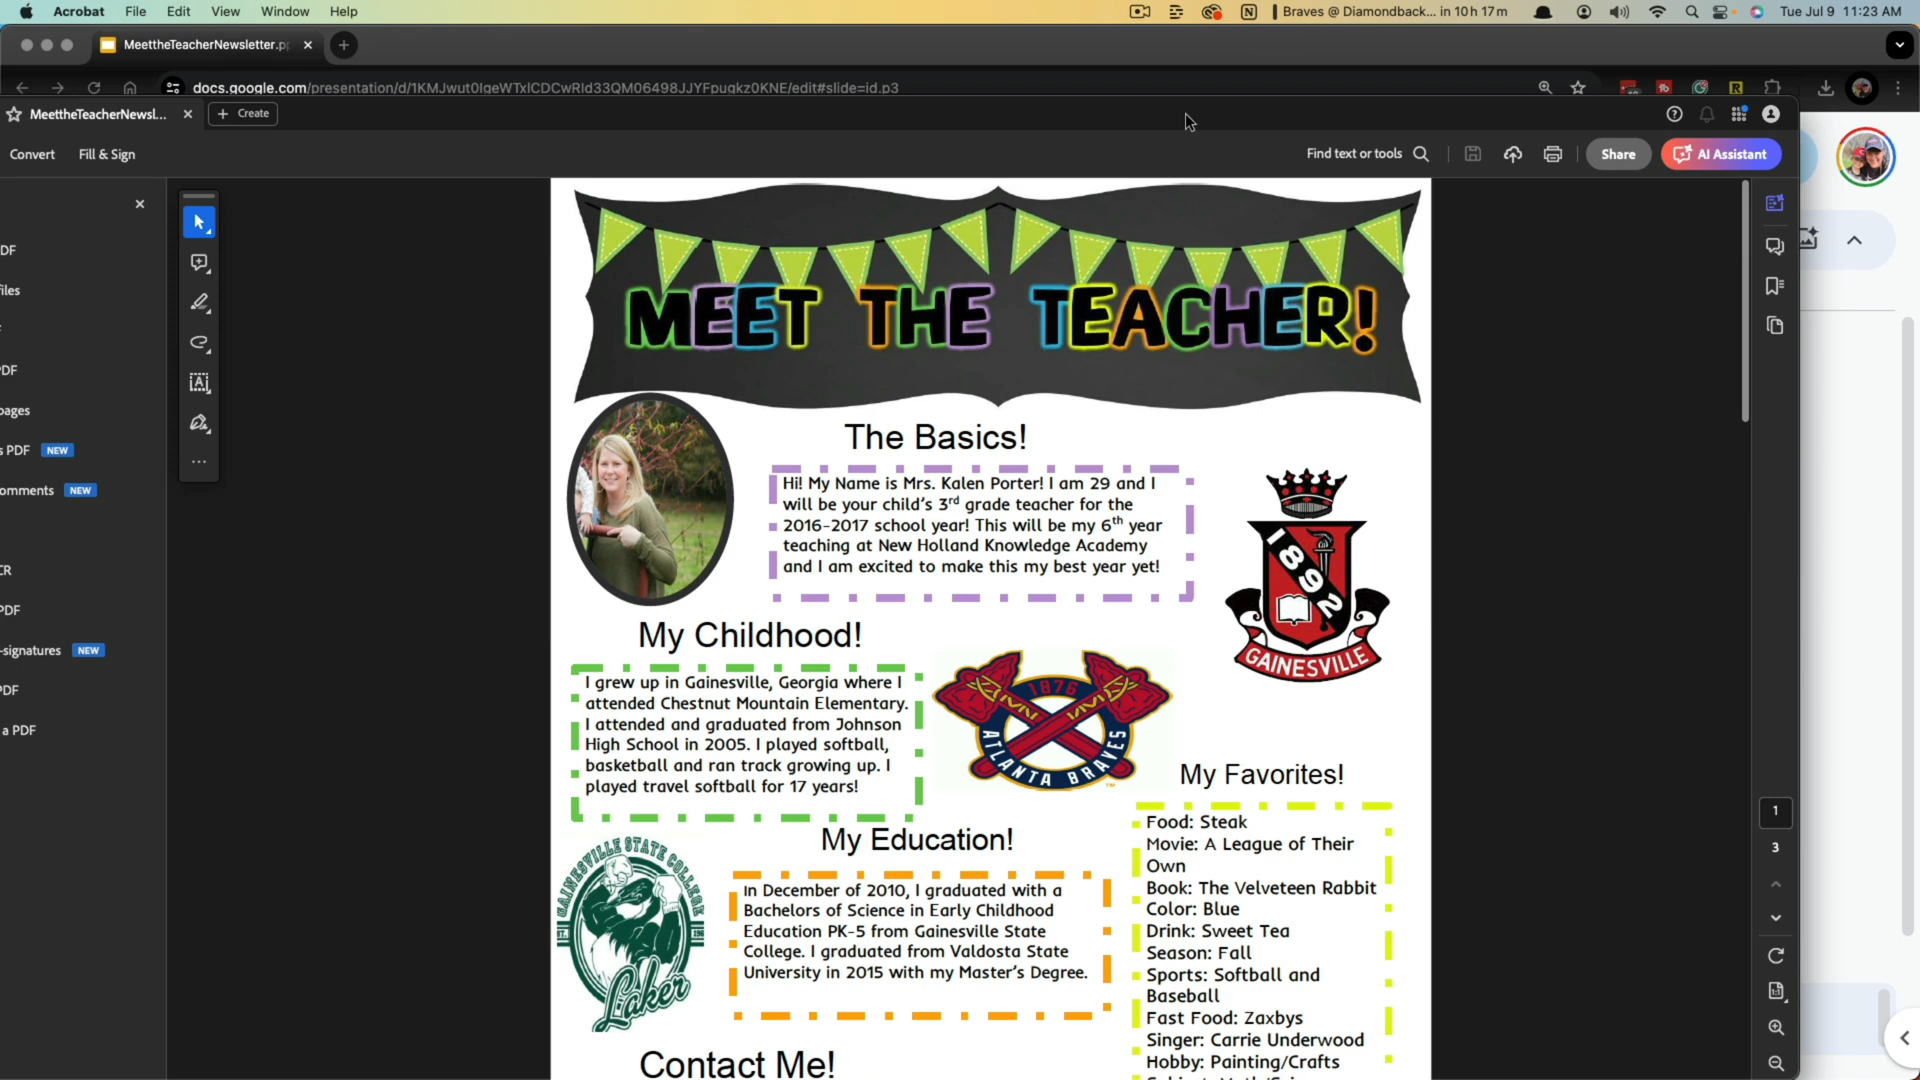 Acrobat File Edit View Window Help
Braves @ Diamondback... in 10 h 17 m
Tue Jul 9 11:23 AM
MeettheTeacherNewsletter.pp
docs.google.com/presentation/d/1KMJwut0IqeWTxlCDCwRld33QM06498JJYFpuqkz0KNE/edit#slide=id.p3
MeettheTeacherNewsl...
Create
Convert Fill & Sign
Find text or tools
Share
AI Assistant
DF
iles
PDF
pages
s PDF NEW
omments NEW
CR
PDF
-signatures NEW
PDF
a PDF
MEET THE TEACHER!
The Basics!
Hi! My Name is Mrs. Kalen Porter! I am 29 and I
will be your child's 3rd grade teacher for the
2016-2017 school year! This will be my 6th year
teaching at New Holland Knowledge Academy
and I am excited to make this my best year yet!
1892
GAINESVILLE
My Childhood!
I grew up in Gainesville, Georgia where I
attended Chestnut Mountain Elementary.
I attended and graduated from Johnson
High School in 2005. I played softball,
basketball and ran track growing up. I
played travel softball for 17 years!
1876
ATLANTA BRAVES
TM
My Favorites!
Food: Steak
Movie: A League of Their
Own
Book: The Velveteen Rabbit
Color: Blue
Drink: Sweet Tea
Season: Fall
Sports: Softball and
Baseball
Fast Food: Zaxbys
Singer: Carrie Underwood
Hobby: Painting/Crafts
My Education!
In December of 2010, I graduated with a
Bachelors of Science in Early Childhood
Education PK-5 from Gainesville State
College. I graduated from Valdosta State
University in 2015 with my Master's Degree.
GAINESVILLE STATE COLLEGE
Laker
Contact Me!
1
3